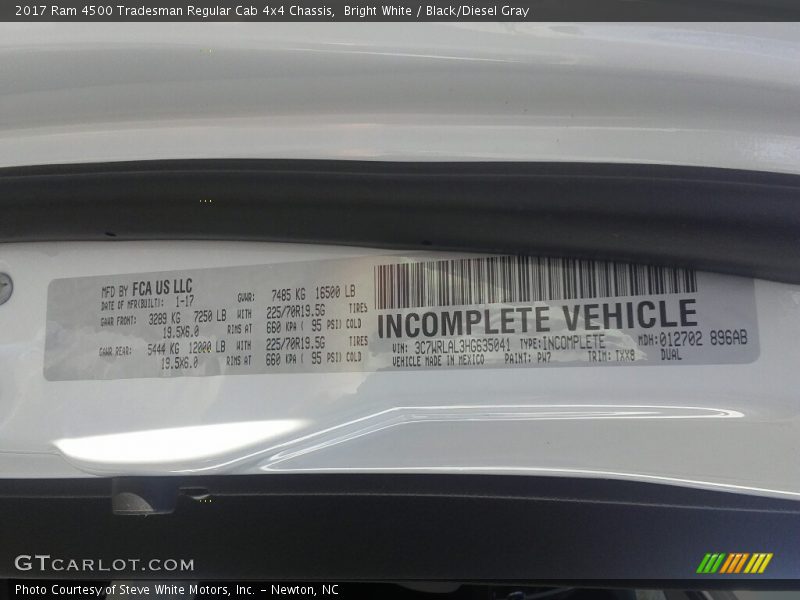 2017 Ram 4500 Tradesman Regular Cab 4x4 Chassis,  Bright White / Black/Diesel Gray
MFD BY FCA US LLC
DATE OF MFR(BUILT): 1-17 GVWR: 7485 KG 16500 LB
GAWR FRONT: 3289 KG 7250 LB WITH 225/70R19.5G TIRES
19.5X6.0 RIMS AT 660 KPA ( 95 PSI) COLD
GAWR REAR: 5444 KG 12000 LB WITH 225/70R19.5G TIRES
19.5X6.0 RIMS AT 660 KPA ( 95 PSI) COLD
INCOMPLETE VEHICLE
VIN: 3C7WRLAL3HG635041 TYPE:INCOMPLETE MDH:012702 896AB
VEHICLE MADE IN MEXICO PAINT: PW7 TRIM: TXX8 DUAL
GTCARLOT.COM
Photo Courtesy of Steve White Motors, Inc. – Newton, NC